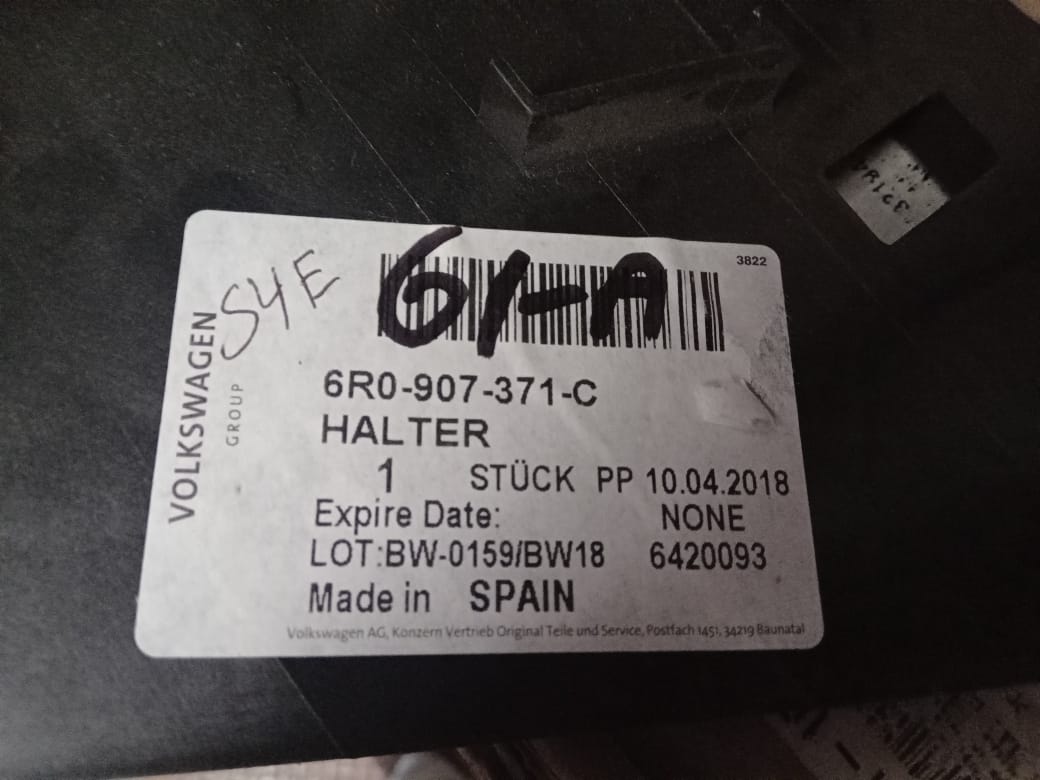 3822
61-A
S4E
VOLKSWAGEN
GROUP
6R0-907-371-C
HALTER
1 STÜCK PP 10.04.2018
Expire Date: NONE
LOT:BW-0159/BW18 6420093
Made in SPAIN
Volkswagen AG, Konzern Vertrieb Original Teile und Service, Postfach 1451, 34219 Baunatal